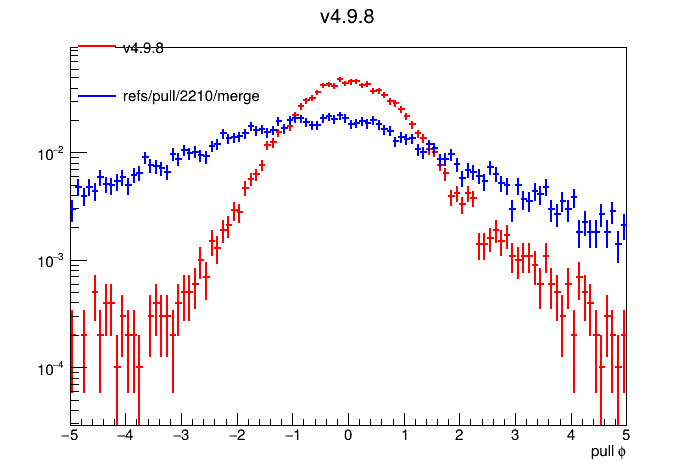 v4.9.8
v4.9.8
refs/pull/2210/merge
10⁻²
10⁻³
10⁻⁴
−5 −4 −3 −2 −1 0 1 2 3 4 5
pull ϕ